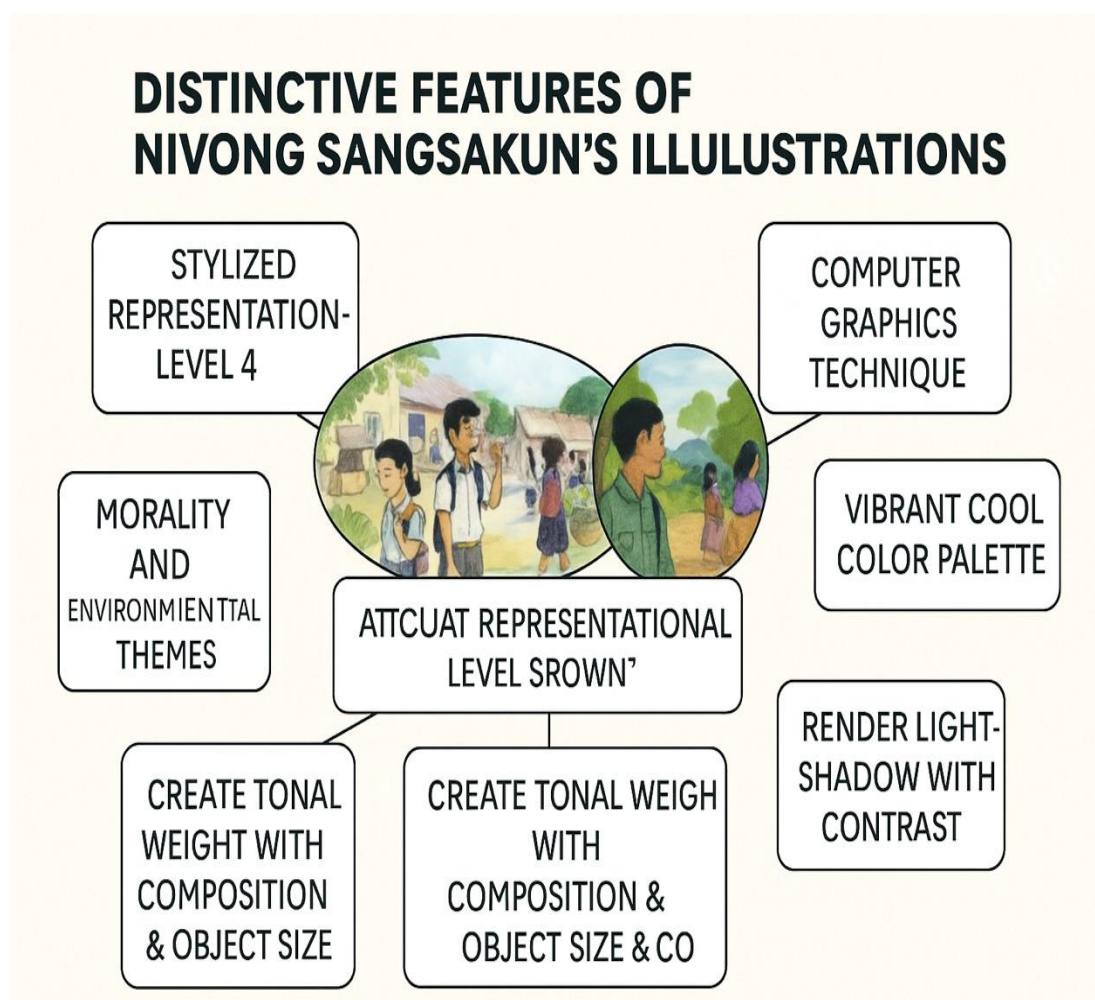 DISTINCTIVE FEATURES OF
NIVONG SANGSAKUN'S ILLULUSTRATIONS
STYLIZED
REPRESENTATION-
LEVEL 4
COMPUTER
GRAPHICS
TECHNIQUE
MORALITY
AND
ENVIRONMIENTTAL
THEMES
VIBRANT COOL
COLOR PALETTE
ATTCUAT REPRESENTATIONAL
LEVEL SROWN”
RENDER LIGHT-
SHADOW WITH
CONTRAST
CREATE TONAL
WEIGHT WITH
COMPOSITION
& OBJECT SIZE
CREATE TONAL WEIGH
WITH
COMPOSITION &
OBJECT SIZE & CO